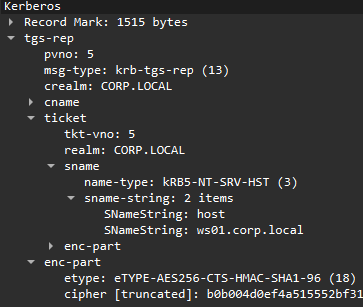 Kerberos
Record Mark: 1515 bytes
tgs-rep
pvno: 5
msg-type: krb-tgs-rep (13)
crealm: CORP.LOCAL
cname
ticket
tkt-vno: 5
realm: CORP.LOCAL
sname
name-type: kRB5-NT-SRV-HST (3)
sname-string: 2 items
SNameString: host
SNameString: ws01.corp.local
enc-part
enc-part
etype: eTYPE-AES256-CTS-HMAC-SHA1-96 (18)
cipher [truncated]: b0b004d0ef4a515552bf31